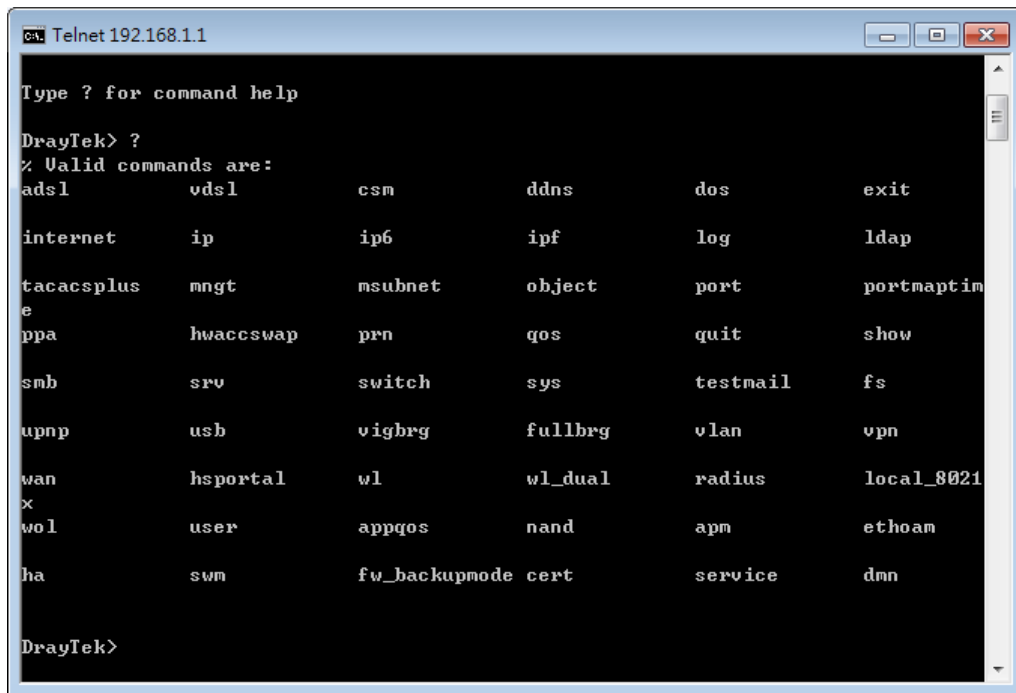 Telnet 192.168.1.1
Type ? for command help
DrayTek> ?
% Valid commands are:
adsl vdsl csm ddns dos exit
internet ip ip6 ipf log ldap
tacacsplus mngt msubnet object port portmaptim
e
ppa hwaccswap prn qos quit show
smb srv switch sys testmail fs
upnp usb vigbrg fullbrg vlan vpn
wan hsportal wl wl_dual radius local_8021
x
wol user appqos nand apm ethoam
ha swm fw_backupmode cert service dmn
DrayTek>